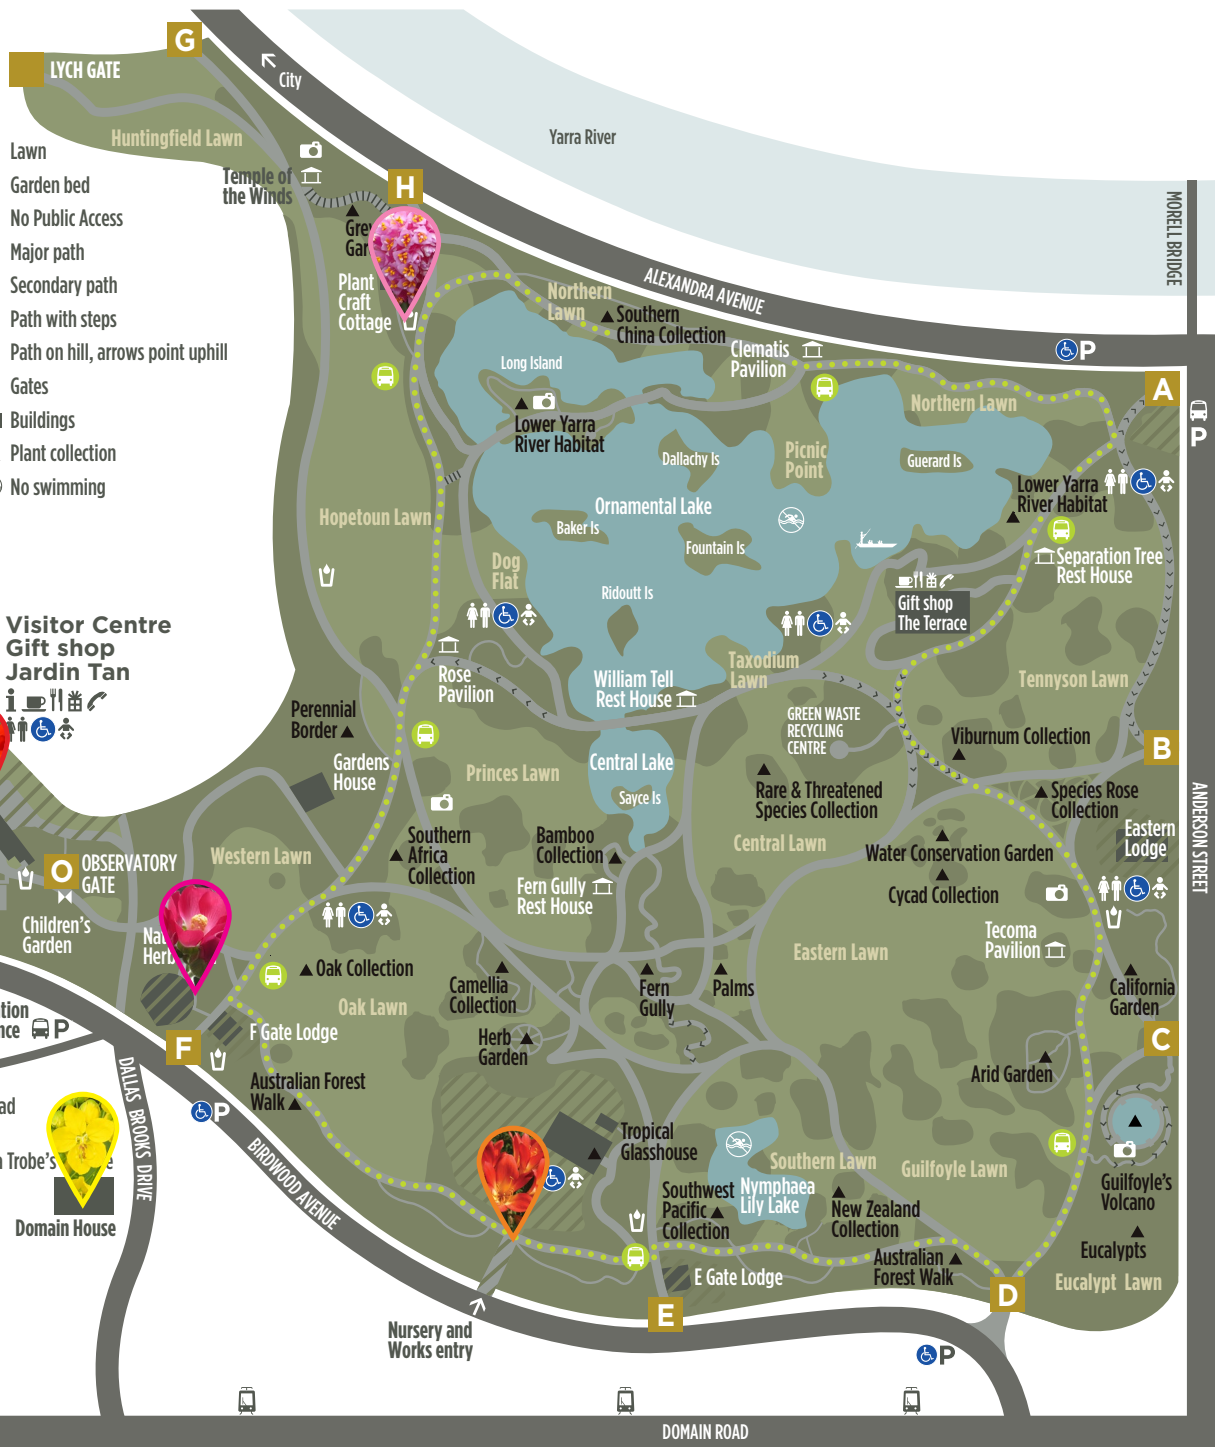 G
LYCH GATE
City
Huntingfield Lawn
Yarra River
Lawn
Garden bed
No Public Access
Major path
Secondary path
Path with steps
Path on hill, arrows point uphill
Gates
Buildings
Plant collection
No swimming
Temple of
the Winds
H
MORELL BRIDGE
ALEXANDRA AVENUE
Plant
Craft
Cottage
Northern
Lawn
Southern
China Collection
Clematis
Pavilion
P
Long Island
A
P
Northern Lawn
Lower Yarra
River Habitat
Dallachy Is
Picnic
Point
Guerard Is
Lower Yarra
River Habitat
Ornamental Lake
Hopetoun Lawn
Baker Is
Fountain Is
Dog
Flat
Separation Tree
Rest House
Ridoutt Is
Gift shop
The Terrace
Visitor Centre
Gift shop
Jardin Tan
Rose
Pavilion
William Tell
Rest House
Taxodium
Lawn
Tennyson Lawn
Perennial
Border
GREEN WASTE
RECYCLING
CENTRE
Viburnum Collection
B
Gardens
House
Princes Lawn
Central Lake
Sayce Is
Rare & Threatened
Species Collection
Species Rose
Collection
ANDERSON STREET
Southern
Africa
Collection
Bamboo
Collection
Central Lawn
Water Conservation Garden
Eastern
Lodge
O
OBSERVATORY
GATE
Western Lawn
Fern Gully
Rest House
Cycad Collection
Children's
Garden
Tecoma
Pavilion
Eastern Lawn
Oak Collection
Camellia
Collection
Fern
Gully
Palms
California
Garden
Oak Lawn
P
F
F Gate Lodge
Herb
Garden
C
Arid Garden
DALLAS BROOKS DRIVE
Australian Forest
Walk
P
BIRDWOOD AVENUE
Tropical
Glasshouse
Southern Lawn
Guilfoyle Lawn
Domain House
Southwest
Pacific
Collection
Nymphaea
Lily Lake
New Zealand
Collection
Guilfoyle's
Volcano
Eucalypts
Australian
Forest Walk
E Gate Lodge
Eucalypt Lawn
D
E
Nursery and
Works entry
P
DOMAIN ROAD